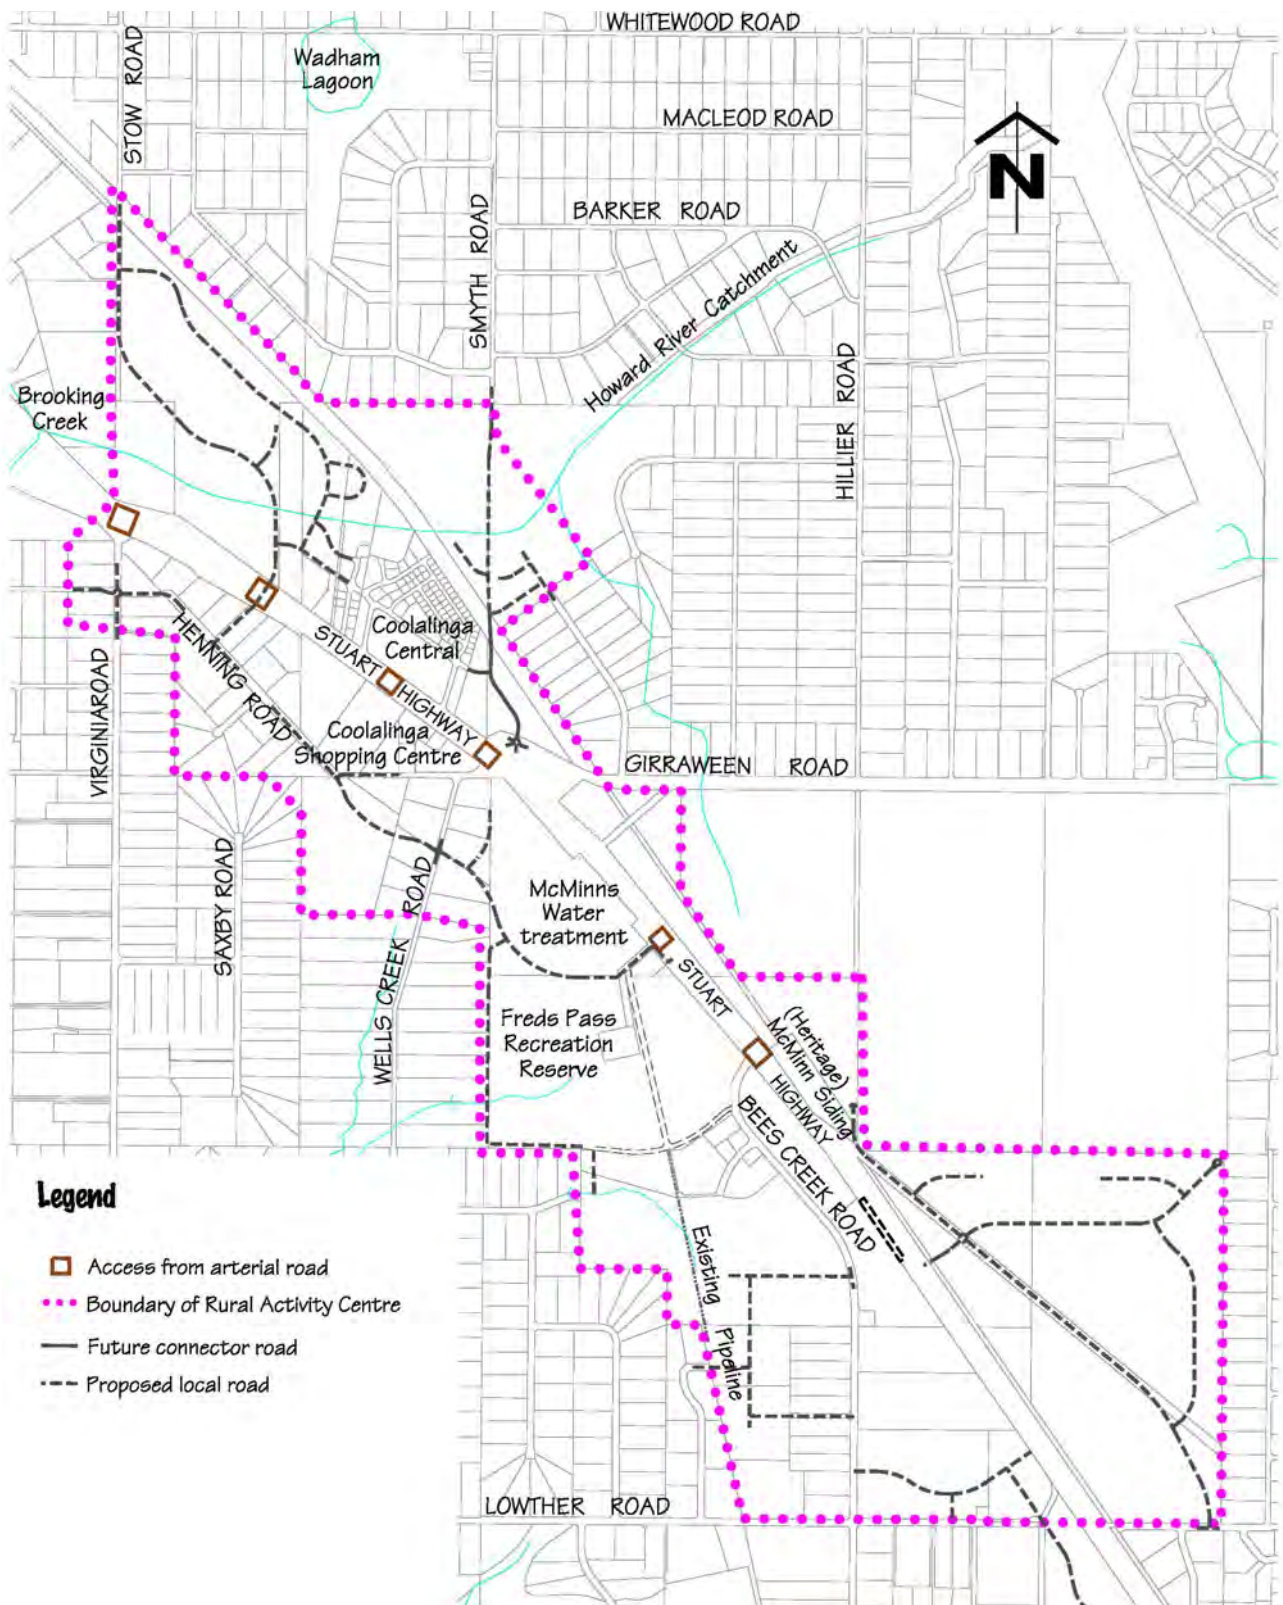 WHITEWOOD ROAD
STOW ROAD
Wadham
Lagoon
MACLEOD ROAD
N
SMYTH ROAD
BARKER ROAD
Howard River Catchment
HILLIER ROAD
Brooking
Creek
HENNING ROAD
STUART HIGHWAY
Coolalinga
Central
VIRGINIAROAD
Coolalinga
Shopping Centre
GIRRAWEEN ROAD
SAXBY ROAD
WELLS CREEK ROAD
McMinns
Water
treatment
STUART HIGHWAY
(Heritage)
McMinn Siding
Freds Pass
Recreation
Reserve
BEES CREEK ROAD
Existing Pipeline
LOWTHER ROAD
Legend
Access from arterial road
Boundary of Rural Activity Centre
Future connector road
Proposed local road